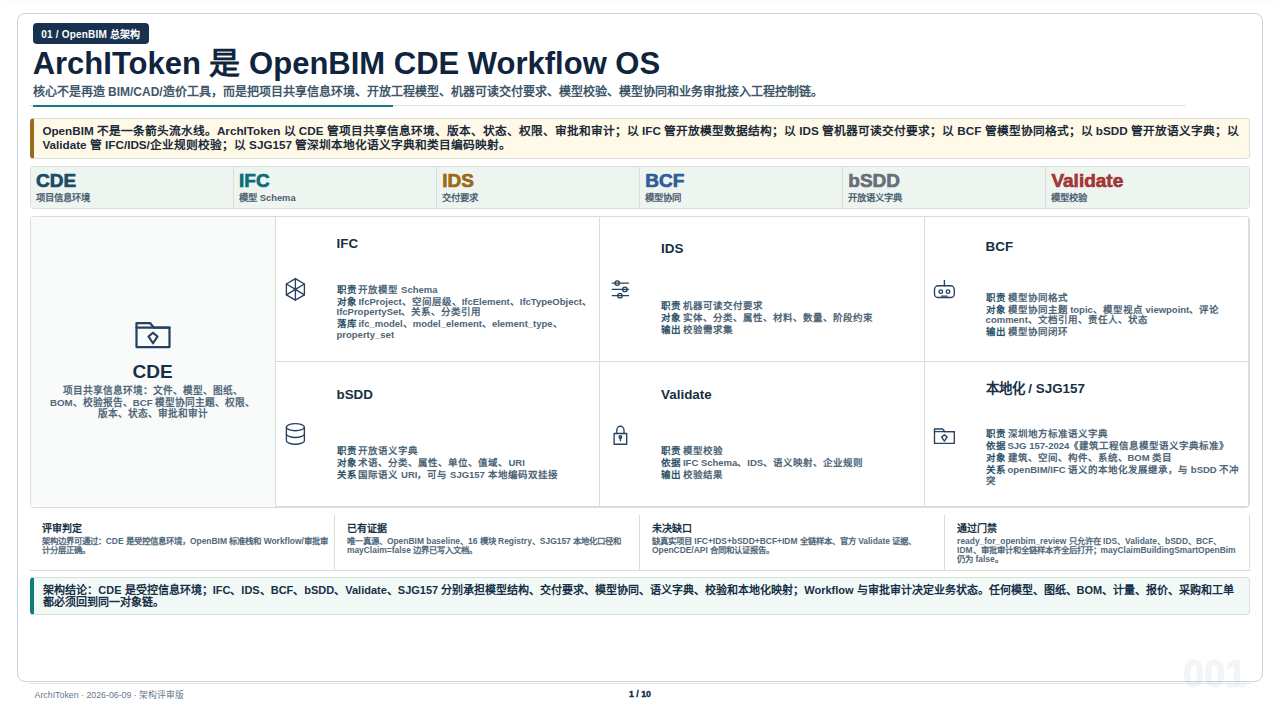 01 / OpenBIM 总架构
ArchIToken 是 OpenBIM CDE Workflow OS
核心不是再造 BIM/CAD/造价工具，而是把项目共享信息环境、开放工程模型、机器可读交付要求、模型校验、模型协同和业务审批接入工程控制链。
OpenBIM 不是一条箭头流水线。ArchIToken 以 CDE 管项目共享信息环境、版本、状态、权限、审批和审计；以 IFC 管开放模型数据结构；以 IDS 管机器可读交付要求；以 BCF 管模型协同格式；以 bSDD 管开放语义字典；以
Validate 管 IFC/IDS/企业规则校验；以 SJG157 管深圳本地化语义字典和类目编码映射。
CDE
项目信息环境
IFC
模型 Schema
IDS
交付要求
BCF
模型协同
bSDD
开放语义字典
Validate
模型校验
CDE
项目共享信息环境：文件、模型、图纸、
BOM、校验报告、BCF 模型协同主题、权限、
版本、状态、审批和审计
IFC
职责 开放模型 Schema
对象 IfcProject、空间层级、IfcElement、IfcTypeObject、
IfcPropertySet、关系、分类引用
落库 ifc_model、model_element、element_type、
property_set
IDS
职责 机器可读交付要求
对象 实体、分类、属性、材料、数量、阶段约束
输出 校验需求集
BCF
职责 模型协同格式
对象 模型协同主题 topic、模型视点 viewpoint、评论
comment、文档引用、责任人、状态
输出 模型协同闭环
bSDD
职责 开放语义字典
对象 术语、分类、属性、单位、值域、URI
关系 国际语义 URI，可与 SJG157 本地编码双挂接
Validate
职责 模型校验
依据 IFC Schema、IDS、语义映射、企业规则
输出 校验结果
本地化 / SJG157
职责 深圳地方标准语义字典
依据 SJG 157-2024《建筑工程信息模型语义字典标准》
对象 建筑、空间、构件、系统、BOM 类目
关系 openBIM/IFC 语义的本地化发展继承，与 bSDD 不冲
突
评审判定
架构边界可通过：CDE 是受控信息环境，OpenBIM 标准栈和 Workflow/审批审
计分层正确。
已有证据
唯一真源、OpenBIM baseline、16 模块 Registry、SJG157 本地化口径和
mayClaim=false 边界已写入文档。
未决缺口
缺真实项目 IFC+IDS+bSDD+BCF+IDM 全链样本、官方 Validate 证据、
OpenCDE/API 合同和认证报告。
通过门禁
ready_for_openbim_review 只允许在 IDS、Validate、bSDD、BCF、
IDM、审批审计和全链样本齐全后打开；mayClaimBuildingSmartOpenBim
仍为 false。
架构结论：CDE 是受控信息环境；IFC、IDS、BCF、bSDD、Validate、SJG157 分别承担模型结构、交付要求、模型协同、语义字典、校验和本地化映射；Workflow 与审批审计决定业务状态。任何模型、图纸、BOM、计量、报价、采购和工单
都必须回到同一对象链。
001
ArchIToken · 2026-06-09 · 架构评审版
1 / 10